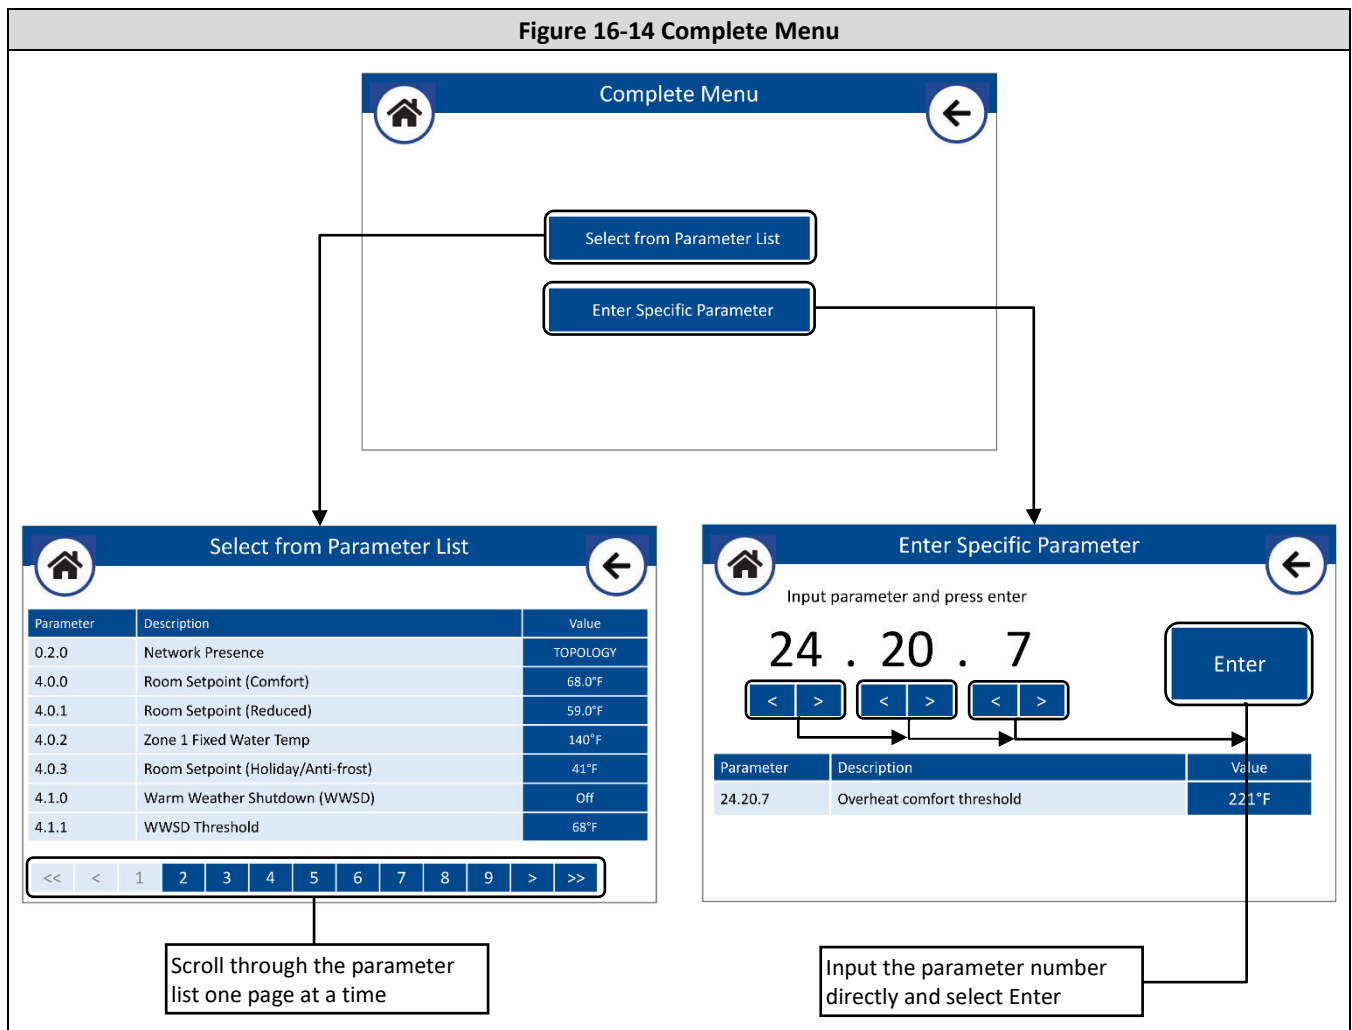 Figure 16-14 Complete Menu
Complete Menu
Select from Parameter List
Enter Specific Parameter
Select from Parameter List
Parameter Description Value
0.2.0 Network Presence TOPOLOGY
4.0.0 Room Setpoint (Comfort) 68.0°F
4.0.1 Room Setpoint (Reduced) 59.0°F
4.0.2 Zone 1 Fixed Water Temp 140°F
4.0.3 Room Setpoint (Holiday/Anti-frost) 41°F
4.1.0 Warm Weather Shutdown (WWSD) Off
4.1.1 WWSD Threshold 68°F
<< < 1 2 3 4 5 6 7 8 9 > >>
Scroll through the parameter
list one page at a time
Enter Specific Parameter
Input parameter and press enter
24 . 20 . 7
< > < > < >
Enter
Parameter Description Value
24.20.7 Overheat comfort threshold 221°F
Input the parameter number
directly and select Enter